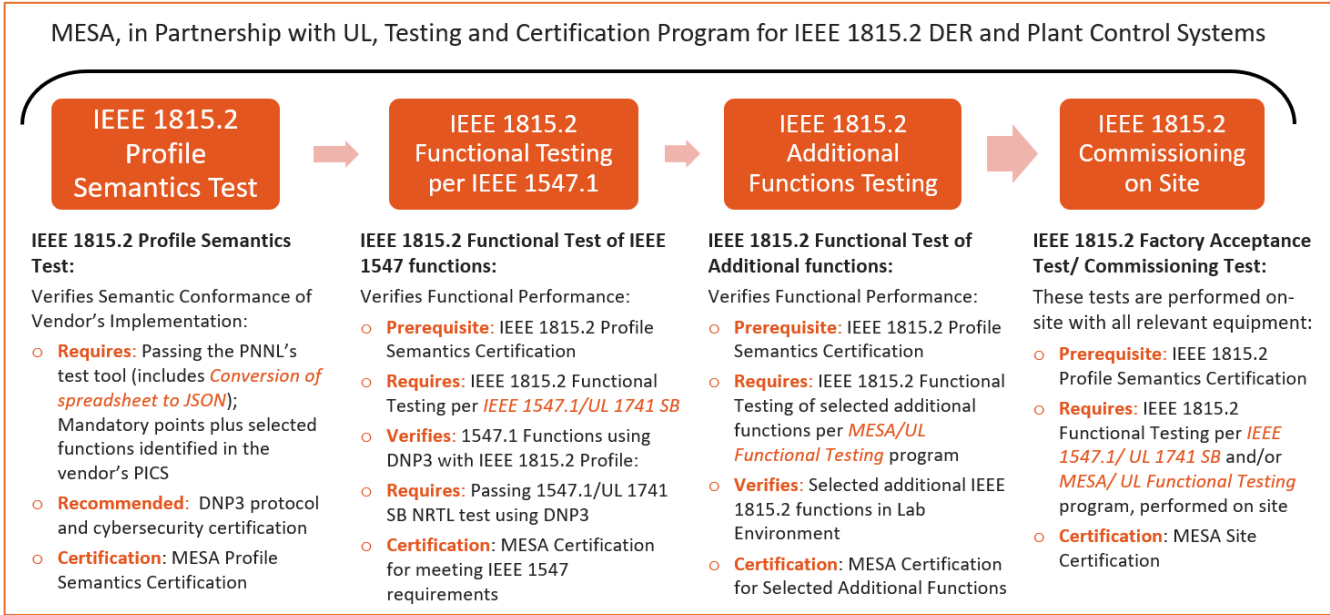 MESA, in Partnership with UL, Testing and Certification Program for IEEE 1815.2 DER and Plant Control Systems
IEEE 1815.2
Profile
Semantics Test
IEEE 1815.2
Functional Testing
per IEEE 1547.1
IEEE 1815.2
Additional
Functions Testing
IEEE 1815.2
Commissioning
on Site
IEEE 1815.2 Profile Semantics
Test:
Verifies Semantic Conformance of
Vendor's Implementation:
o Requires: Passing the PNNL's
test tool (includes Conversion of
spreadsheet to JSON);
Mandatory points plus selected
functions identified in the
vendor's PICS
o Recommended: DNP3 protocol
and cybersecurity certification
o Certification: MESA Profile
Semantics Certification
IEEE 1815.2 Functional Test of IEEE
1547 functions:
Verifies Functional Performance:
o Prerequisite: IEEE 1815.2 Profile
Semantics Certification
o Requires: IEEE 1815.2 Functional
Testing per IEEE 1547.1/UL 1741 SB
o Verifies: 1547.1 Functions using
DNP3 with IEEE 1815.2 Profile:
o Requires: Passing 1547.1/UL 1741
SB NRTL test using DNP3
o Certification: MESA Certification
for meeting IEEE 1547
requirements
IEEE 1815.2 Functional Test of
Additional functions:
Verifies Functional Performance:
o Prerequisite: IEEE 1815.2 Profile
Semantics Certification
o Requires: IEEE 1815.2 Functional
Testing of selected additional
functions per MESA/UL
Functional Testing program
o Verifies: Selected additional IEEE
1815.2 functions in Lab
Environment
o Certification: MESA Certification
for Selected Additional Functions
IEEE 1815.2 Factory Acceptance
Test/ Commissioning Test:
These tests are performed on-
site with all relevant equipment:
o Prerequisite: IEEE 1815.2
Profile Semantics Certification
o Requires: IEEE 1815.2
Functional Testing per IEEE
1547.1/ UL 1741 SB and/or
MESA/ UL Functional Testing
program, performed on site
o Certification: MESA Site
Certification